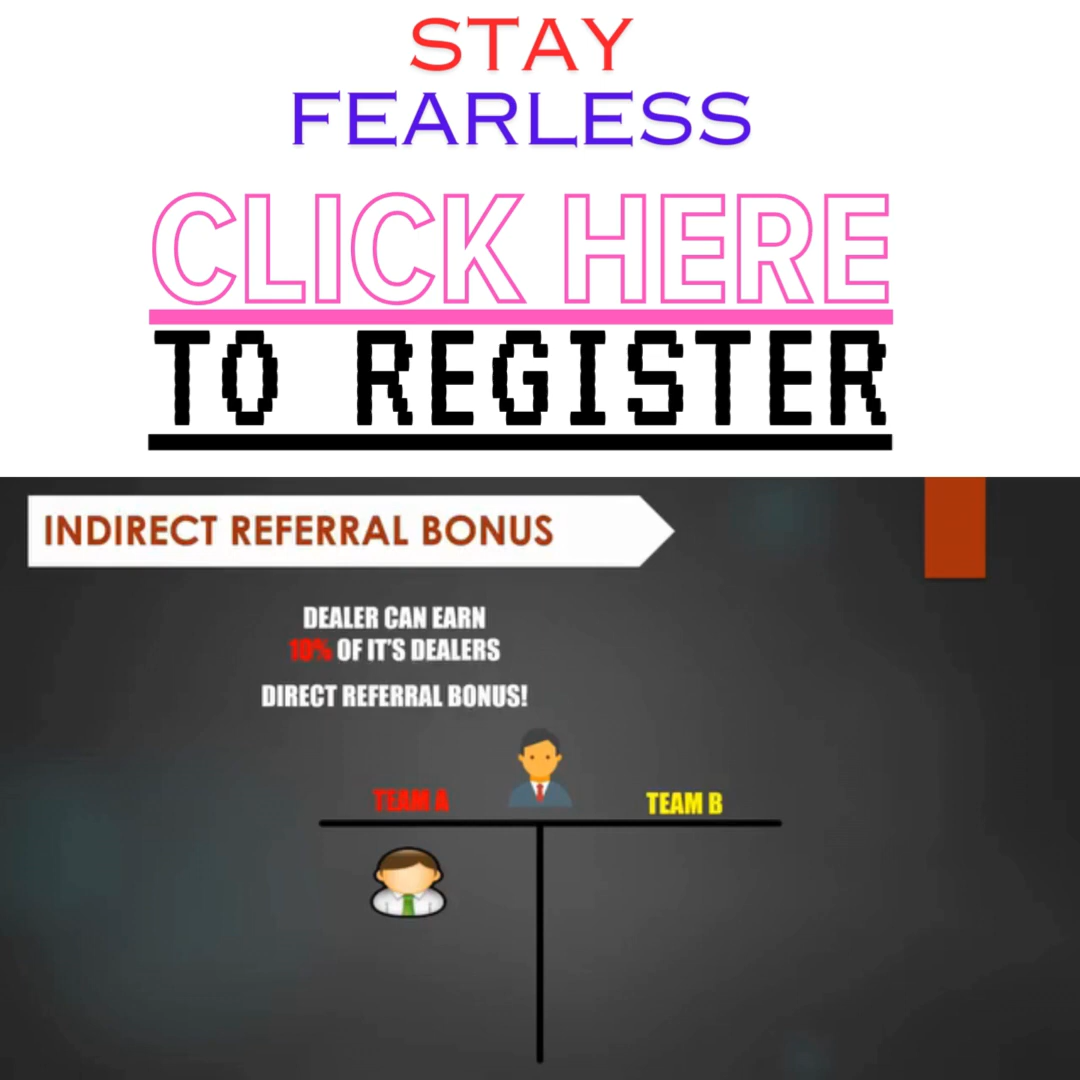 STAY
FEARLESS
CLICK HERE
TO REGISTER
INDIRECT REFERRAL BONUS
DEALER CAN EARN
10% OF IT'S DEALERS
DIRECT REFERRAL BONUS!
TEAM A
TEAM B